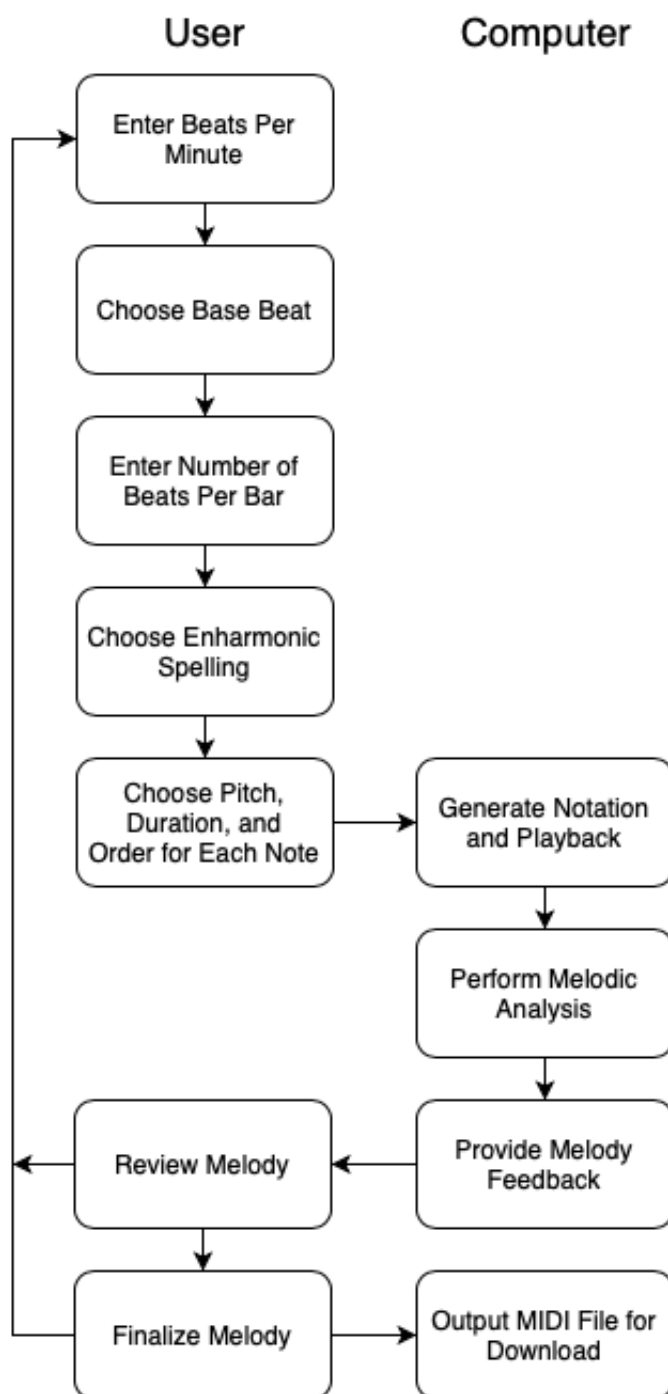 User
Computer
Enter Beats Per
Minute
Choose Base Beat
Enter Number of
Beats Per Bar
Choose Enharmonic
Spelling
Choose Pitch,
Duration, and
Order for Each Note
Generate Notation
and Playback
Perform Melodic
Analysis
Provide Melody
Feedback
Review Melody
Finalize Melody
Output MIDI File for
Download